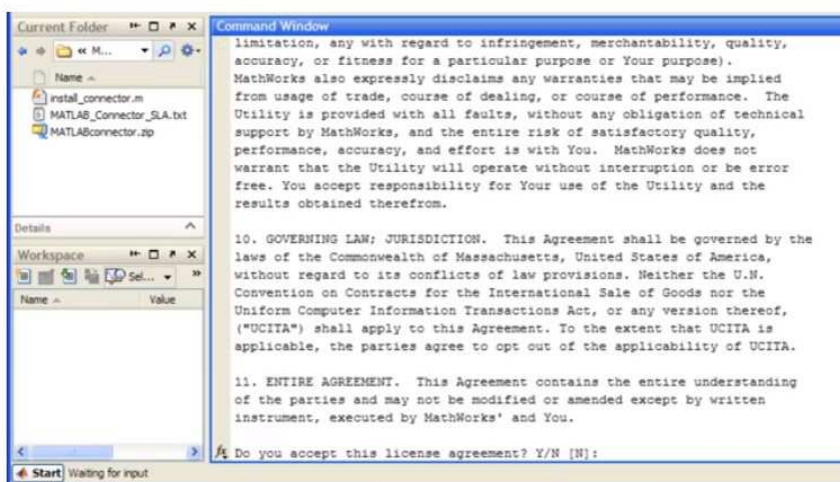 Current Folder
« M...
Name
install_connector.m
MATLAB_Connector_SLA.txt
MATLABconnector.zip
Details
Workspace
Sel...
»
Name
Value
Start
Waiting for input
Command Window
limitation, any with regard to infringement, merchantability, quality,
accuracy, or fitness for a particular purpose or Your purpose).
MathWorks also expressly disclaims any warranties that may be implied
from usage of trade, course of dealing, or course of performance.  The
Utility is provided with all faults, without any obligation of technical
support by MathWorks, and the entire risk of satisfactory quality,
performance, accuracy, and effort is with You.  MathWorks does not
warrant that the Utility will operate without interruption or be error
free. You accept responsibility for Your use of the Utility and the
results obtained therefrom.
10. GOVERNING LAW; JURISDICTION.  This Agreement shall be governed by the
laws of the Commonwealth of Massachusetts, United States of America,
without regard to its conflicts of law provisions. Neither the U.N.
Convention on Contracts for the International Sale of Goods nor the
Uniform Computer Information Transactions Act, or any version thereof,
("UCITA") shall apply to this Agreement. To the extent that UCITA is
applicable, the parties agree to opt out of the applicability of UCITA.
11. ENTIRE AGREEMENT.  This Agreement contains the entire understanding
of the parties and may not be modified or amended except by written
instrument, executed by MathWorks' and You.
fx Do you accept this license agreement? Y/N [N]: